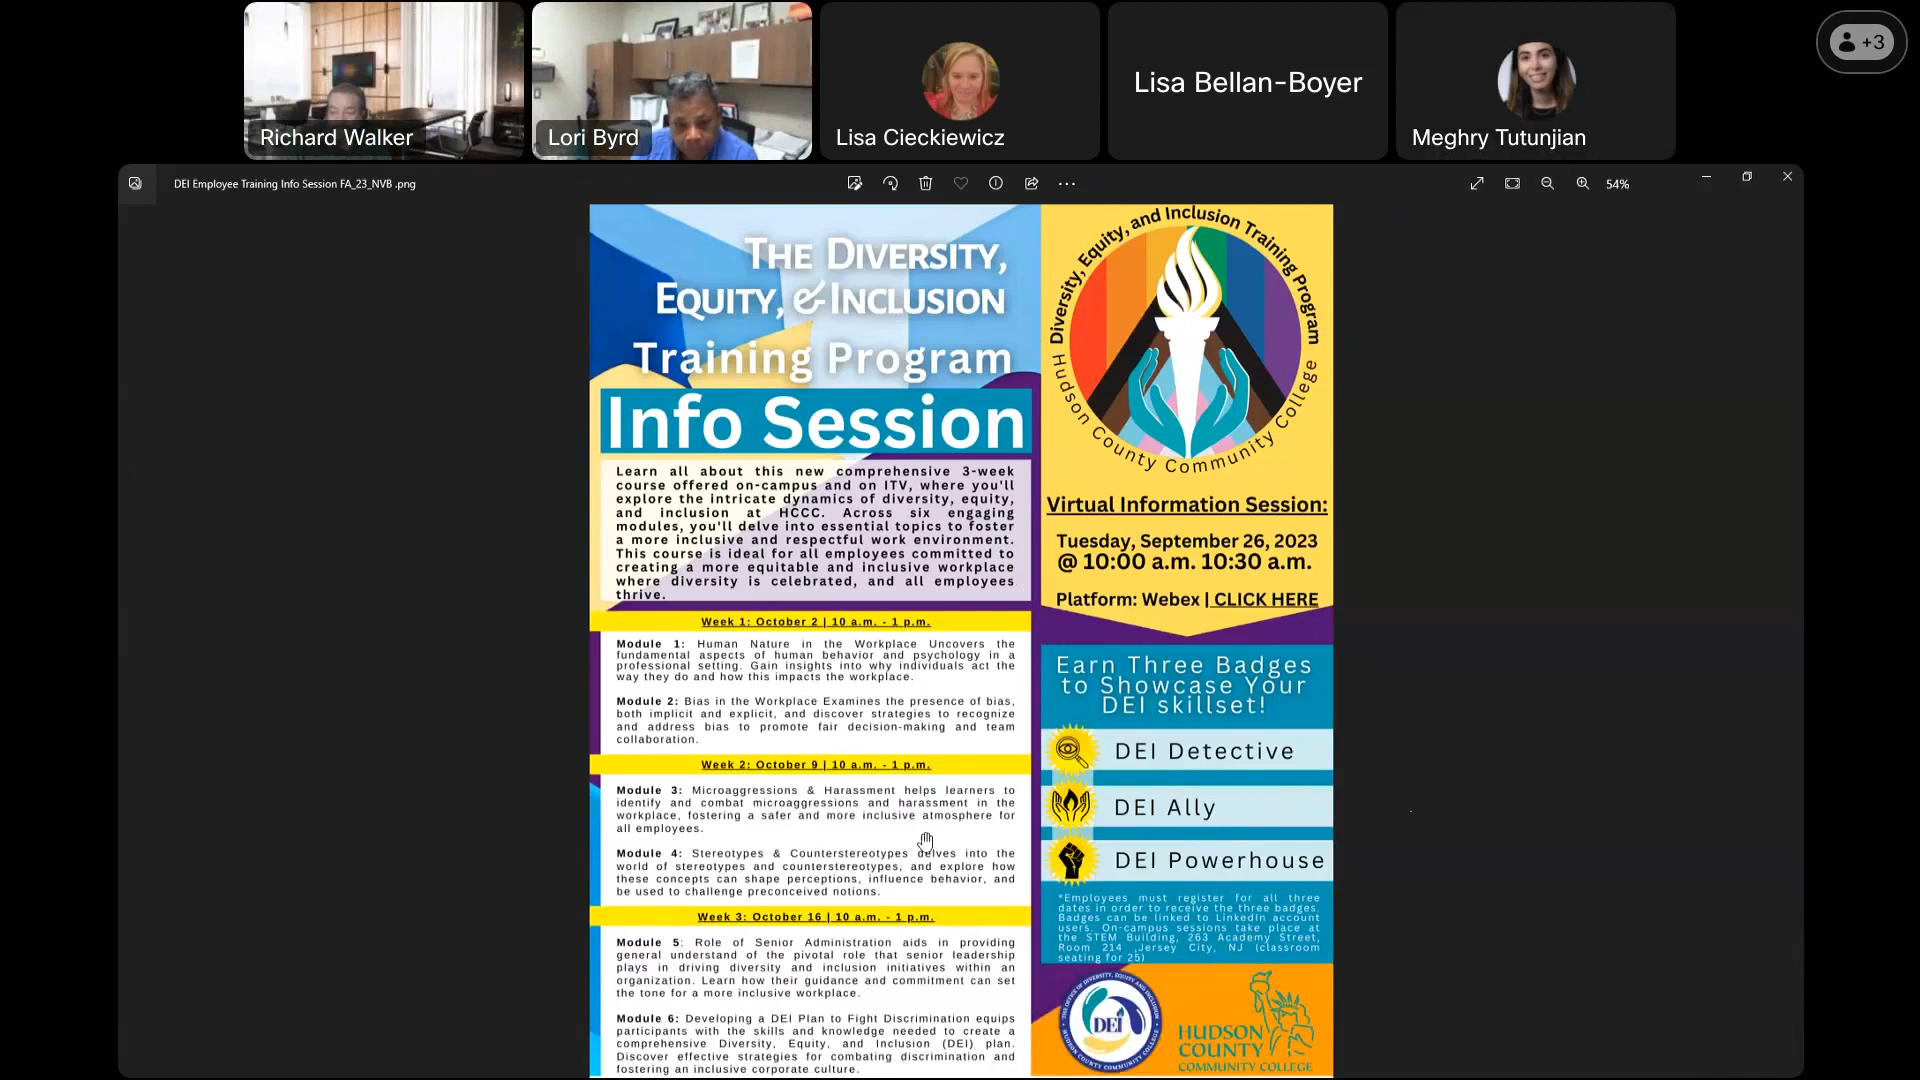 Richard Walker
Lori Byrd
Lisa Cieckiewicz
Lisa Bellan-Boyer
Meghry Tutunjian
+3
DEI Employee Training Info Session FA_23_NVB .png
54%
THE DIVERSITY,
EQUITY, & INCLUSION
Training Program
Info Session
Learn all about this new comprehensive 3-week
course offered on-campus and on ITV, where you'll
explore the intricate dynamics of diversity, equity,
and inclusion at HCCC. Across six engaging
modules, you'll delve into essential topics to foster
a more inclusive and respectful work environment.
This course is ideal for all employees committed to
creating a more equitable and inclusive workplace
where diversity is celebrated, and all employees
thrive.
Week 1: October 2 | 10 a.m. - 1 p.m.
Module 1: Human Nature in the Workplace Uncovers the
fundamental aspects of human behavior and psychology in a
professional setting. Gain insights into why individuals act the
way they do and how this impacts the workplace.
Module 2: Bias in the Workplace Examines the presence of bias,
both implicit and explicit, and discover strategies to recognize
and address bias to promote fair decision-making and team
collaboration.
Week 2: October 9 | 10 a.m. - 1 p.m.
Module 3: Microaggressions & Harassment helps learners to
identify and combat microaggressions and harassment in the
workplace, fostering a safer and more inclusive atmosphere for
all employees.
Module 4: Stereotypes & Counterstereotypes delves into the
world of stereotypes and counterstereotypes, and explore how
these concepts can shape perceptions, influence behavior, and
be used to challenge preconceived notions.
Week 3: October 16 | 10 a.m. - 1 p.m.
Module 5: Role of Senior Administration aids in providing
general understand of the pivotal role that senior leadership
plays in driving diversity and inclusion initiatives within an
organization. Learn how their guidance and commitment can set
the tone for a more inclusive workplace.
Module 6: Developing a DEI Plan to Fight Discrimination equips
participants with the skills and knowledge needed to create a
comprehensive Diversity, Equity, and Inclusion (DEI) plan.
Discover effective strategies for combating discrimination and
fostering an inclusive corporate culture.
Diversity, Equity, and Inclusion Training Program
Hudson County Community College
Virtual Information Session:
Tuesday, September 26, 2023
@ 10:00 a.m. 10:30 a.m.
Platform: Webex | CLICK HERE
Earn Three Badges
to Showcase Your
DEI skillset!
DEI Detective
DEI Ally
DEI Powerhouse
*Employees must register for all three
dates in order to receive the three badges.
Badges can be linked to LinkedIn account
users. On-campus sessions take place at
the STEM Building, 263 Academy Street,
Room 214 ,Jersey City, NJ (classroom
seating for 25)
THE OFFICE OF DIVERSITY, EQUITY AND INCLUSION
DEI
HUDSON COUNTY COMMUNITY COLLEGE
HUDSON
COUNTY
COMMUNITY COLLEGE